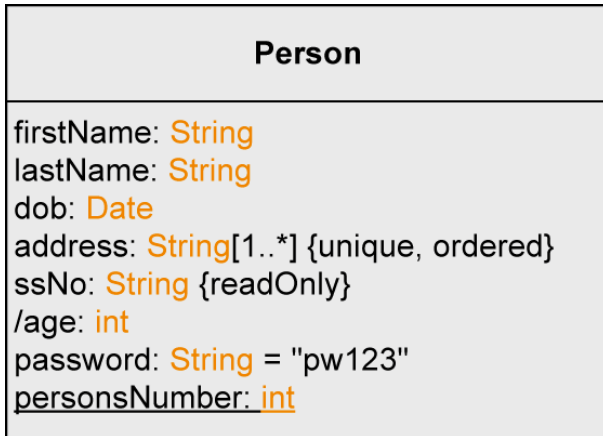 Person
firstName: String
lastName: String
dob: Date
address: String[1..*] {unique, ordered}
ssNo: String {readOnly}
/age: int
password: String = "pw123"
personsNumber: int